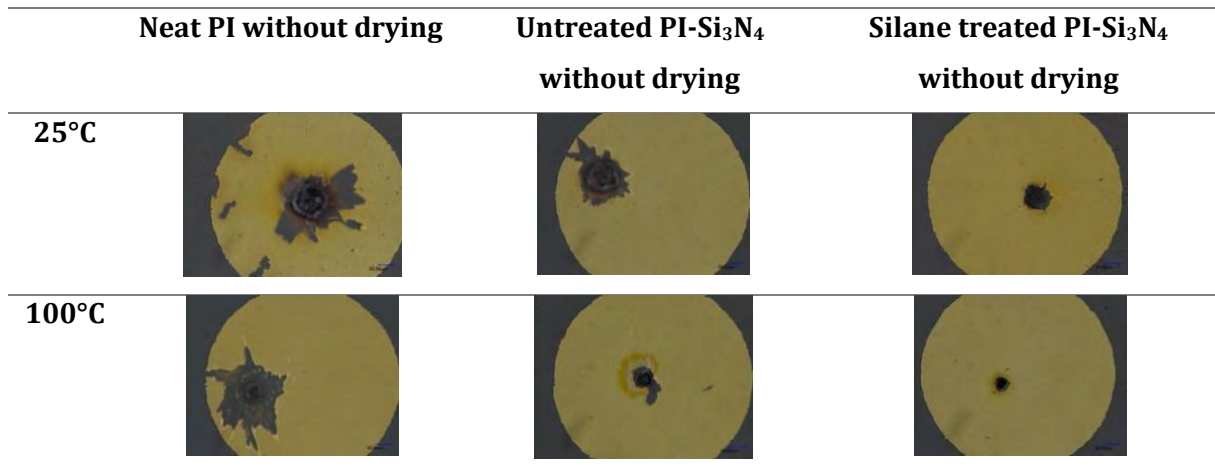 Neat PI without drying
Untreated PI-Si₃N₄
without drying
Silane treated PI-Si₃N₄
without drying
25°C
100°C